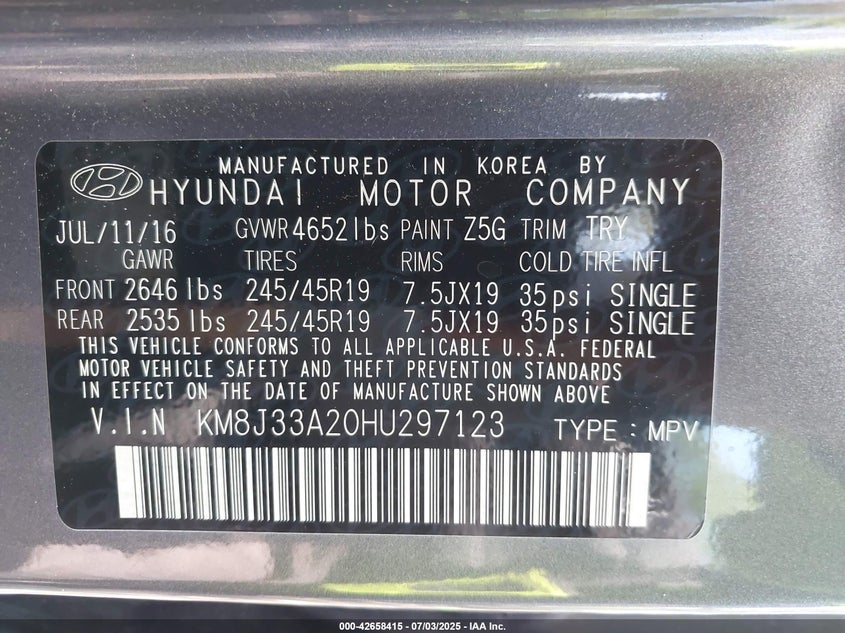 MANUFACTURED IN KOREA BY
HYUNDAI MOTOR COMPANY
JUL/11/16 GVWR 4652 lbs PAINT Z5G TRIM TRY
GAWR TIRES RIMS COLD TIRE INFL
FRONT 2646 lbs 245/45R19 7.5JX19 35psi SINGLE
REAR 2535 lbs 245/45R19 7.5JX19 35psi SINGLE
THIS VEHICLE CONFORMS TO ALL APPLICABLE U.S.A. FEDERAL
MOTOR VEHICLE SAFETY AND THEFT PREVENTION STANDARDS
IN EFFECT ON THE DATE OF MANUFACTURE SHOWN ABOVE
V.I.N KM8J33A20HU297123 TYPE : MPV
000-42658415 - 07/03/2025 - IAA Inc.